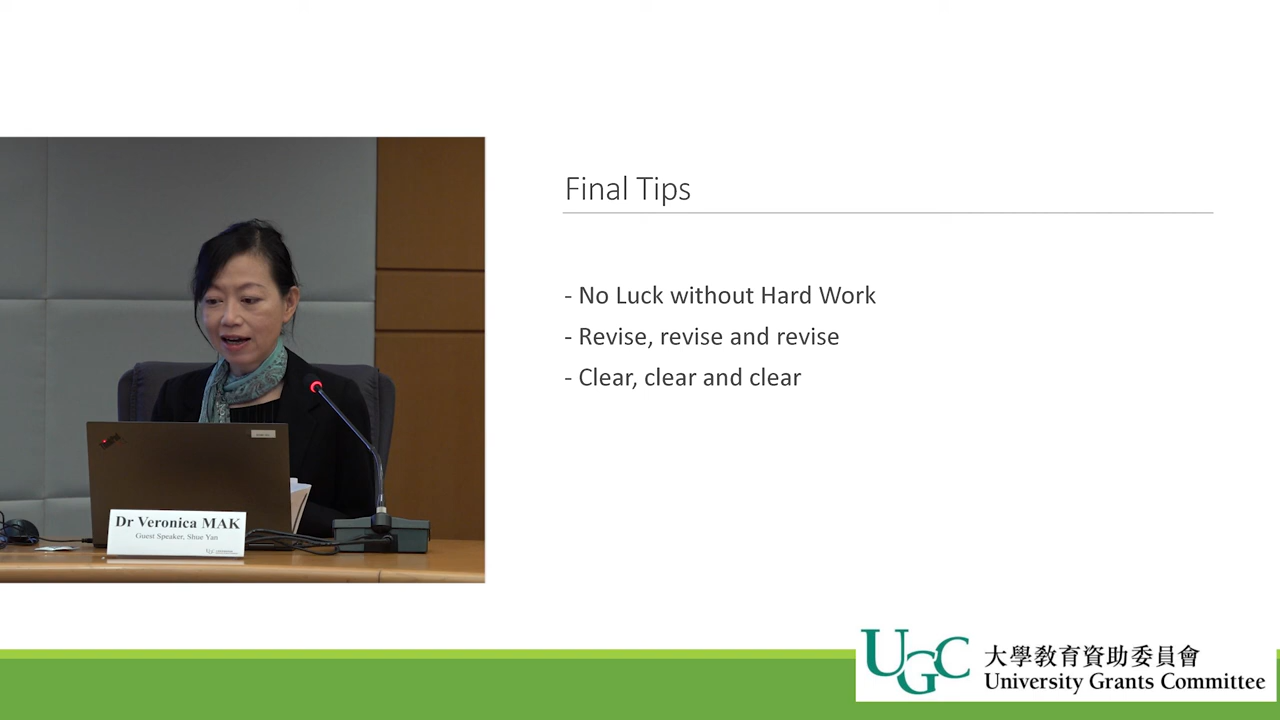 Final Tips
- No Luck without Hard Work
- Revise, revise and revise
- Clear, clear and clear
Dr Veronica MAK
Guest Speaker, Shue Yan
UGC
UGC
大學教育資助委員會
University Grants Committee